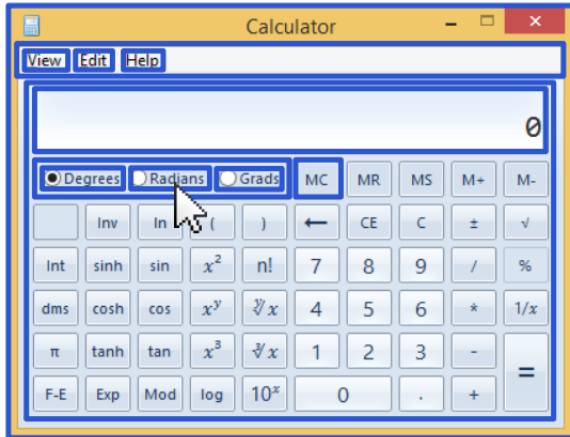 Calculator
View Edit Help
0
Degrees Radians Grads MC MR MS M+ M-
Inv In ( ) ← CE C ± √
Int sinh sin x² n! 7 8 9 / %
dms cosh cos xʸ ʸ√x 4 5 6 * 1/x
π tanh tan x³ ³√x 1 2 3 - =
F-E Exp Mod log 10ˣ 0 . +